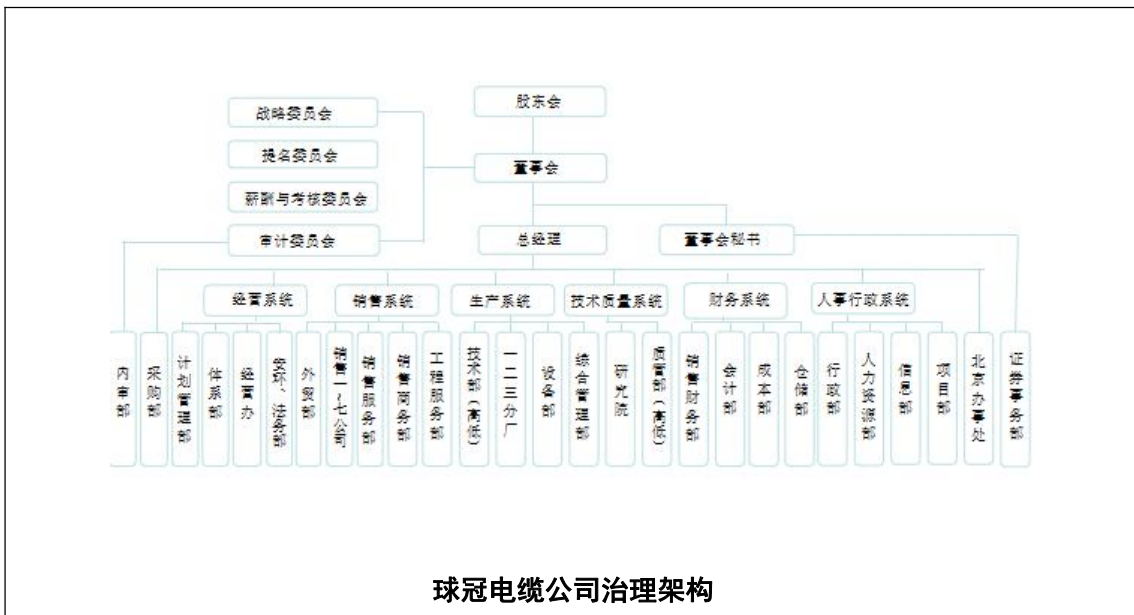 股东会
战略委员会
提名委员会
董事会
薪酬与考核委员会
审计委员会
总经理
董事会秘书
经营系统
销售系统
生产系统
技术质量系统
财务系统
人事行政系统
内审部
采购部
计划管理部
体系部
经营办
安环、法务部
外贸部
销售一~七公司
销售服务部
销售商务部
工程服务部
技术部(高低)
一二三分厂
设备部
综合管理部
研究院
质管部(高低)
销售财务部
会计部
成本部
仓储部
行政部
人力资源部
信息部
项目部
北京办事处
证券事务部
球冠电缆公司治理架构